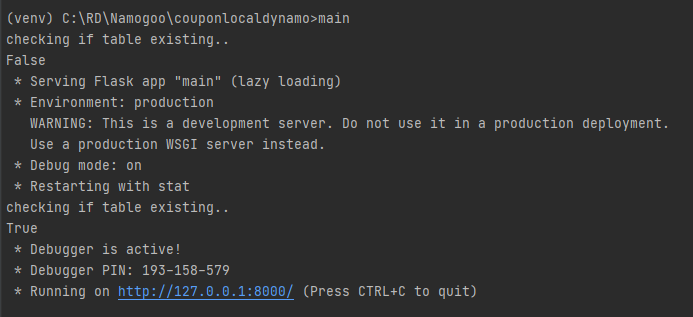 (venv) C:\RD\Namogoo\couponlocaldynamo>main
checking if table existing..
False
 * Serving Flask app "main" (lazy loading)
 * Environment: production
   WARNING: This is a development server. Do not use it in a production deployment.
   Use a production WSGI server instead.
 * Debug mode: on
 * Restarting with stat
checking if table existing..
True
 * Debugger is active!
 * Debugger PIN: 193-158-579
 * Running on http://127.0.0.1:8000/ (Press CTRL+C to quit)